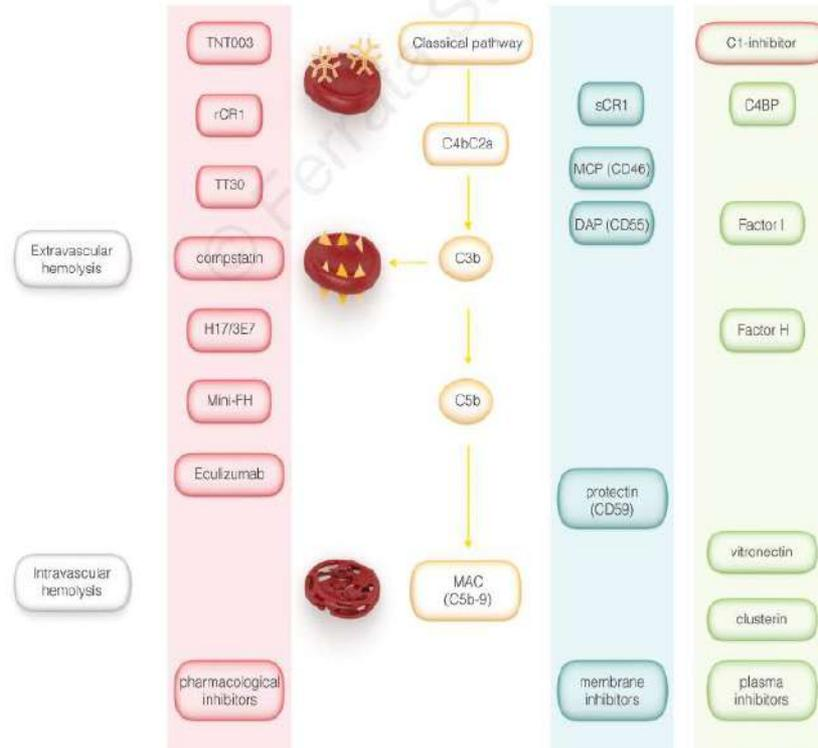 © Ferrata S
TNT003
Classical pathway
C1-inhibitor
rCR1
sCR1
C4BP
C4bC2a
TT30
MCP (CD46)
DAP (CD55)
Factor I
Extravascular
hemolysis
compstatin
C3b
H17/3E7
Factor H
Mini-FH
C5b
Eculizumab
protectin
(CD59)
vitronectin
Intravascular
hemolysis
MAC
(C5b-9)
clusterin
pharmacological
inhibitors
membrane
inhibitors
plasma
inhibitors